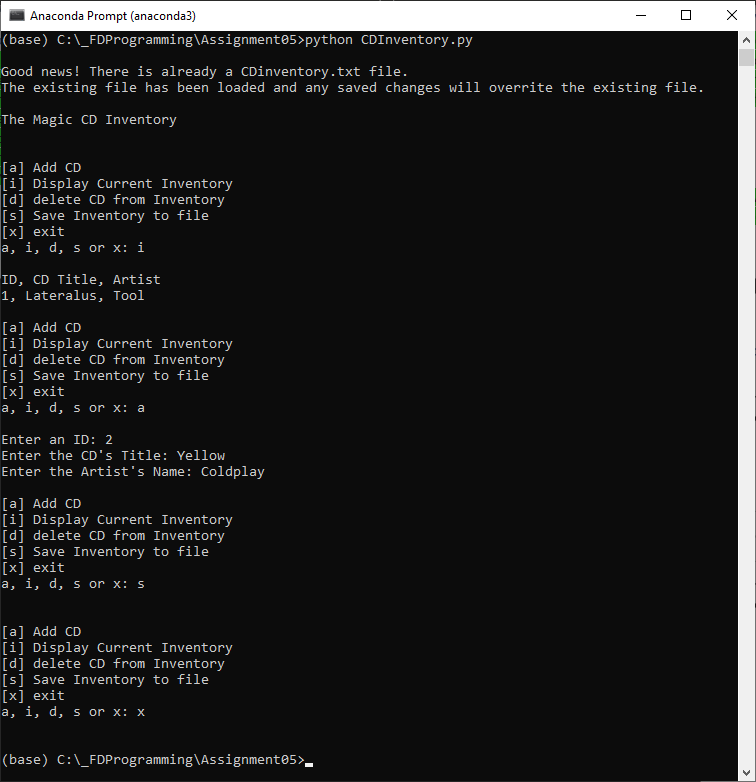 Anaconda Prompt (anaconda3)
(base) C:\_FDProgramming\Assignment05>python CDInventory.py
Good news! There is already a CDinventory.txt file.
The existing file has been loaded and any saved changes will overrite the existing file.
The Magic CD Inventory
[a] Add CD
[i] Display Current Inventory
[d] delete CD from Inventory
[s] Save Inventory to file
[x] exit
a, i, d, s or x: i
ID, CD Title, Artist
1, Lateralus, Tool
[a] Add CD
[i] Display Current Inventory
[d] delete CD from Inventory
[s] Save Inventory to file
[x] exit
a, i, d, s or x: a
Enter an ID: 2
Enter the CD's Title: Yellow
Enter the Artist's Name: Coldplay
[a] Add CD
[i] Display Current Inventory
[d] delete CD from Inventory
[s] Save Inventory to file
[x] exit
a, i, d, s or x: s
[a] Add CD
[i] Display Current Inventory
[d] delete CD from Inventory
[s] Save Inventory to file
[x] exit
a, i, d, s or x: x
(base) C:\_FDProgramming\Assignment05>